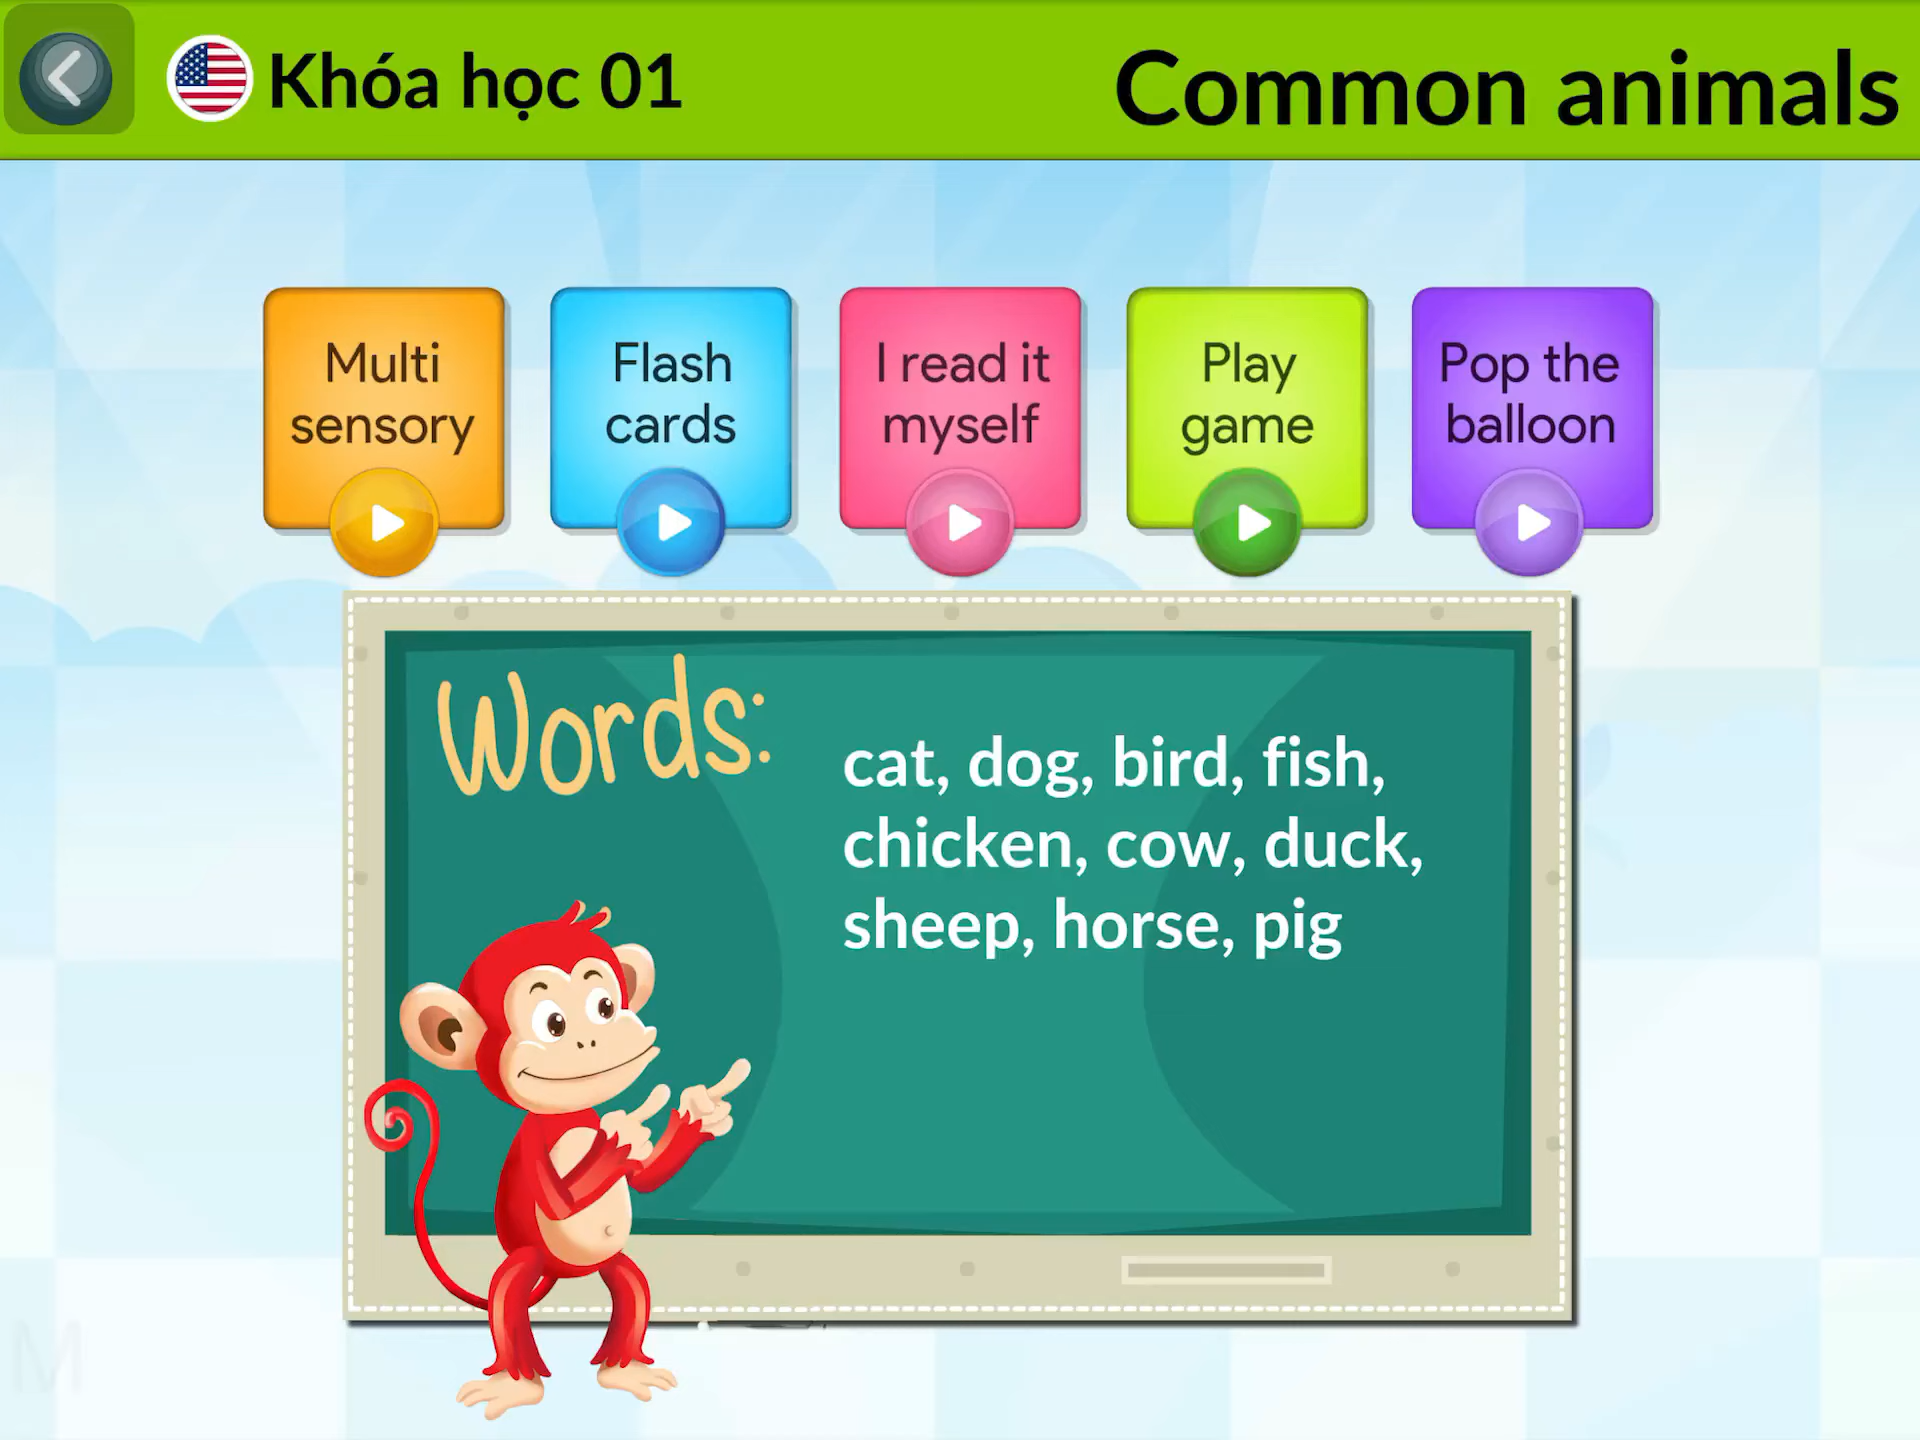 Khóa học 01
Common animals
Multi
sensory
Flash
cards
I read it
myself
Play
game
Pop the
balloon
Words:
cat, dog, bird, fish,
chicken, cow, duck,
sheep, horse, pig
M